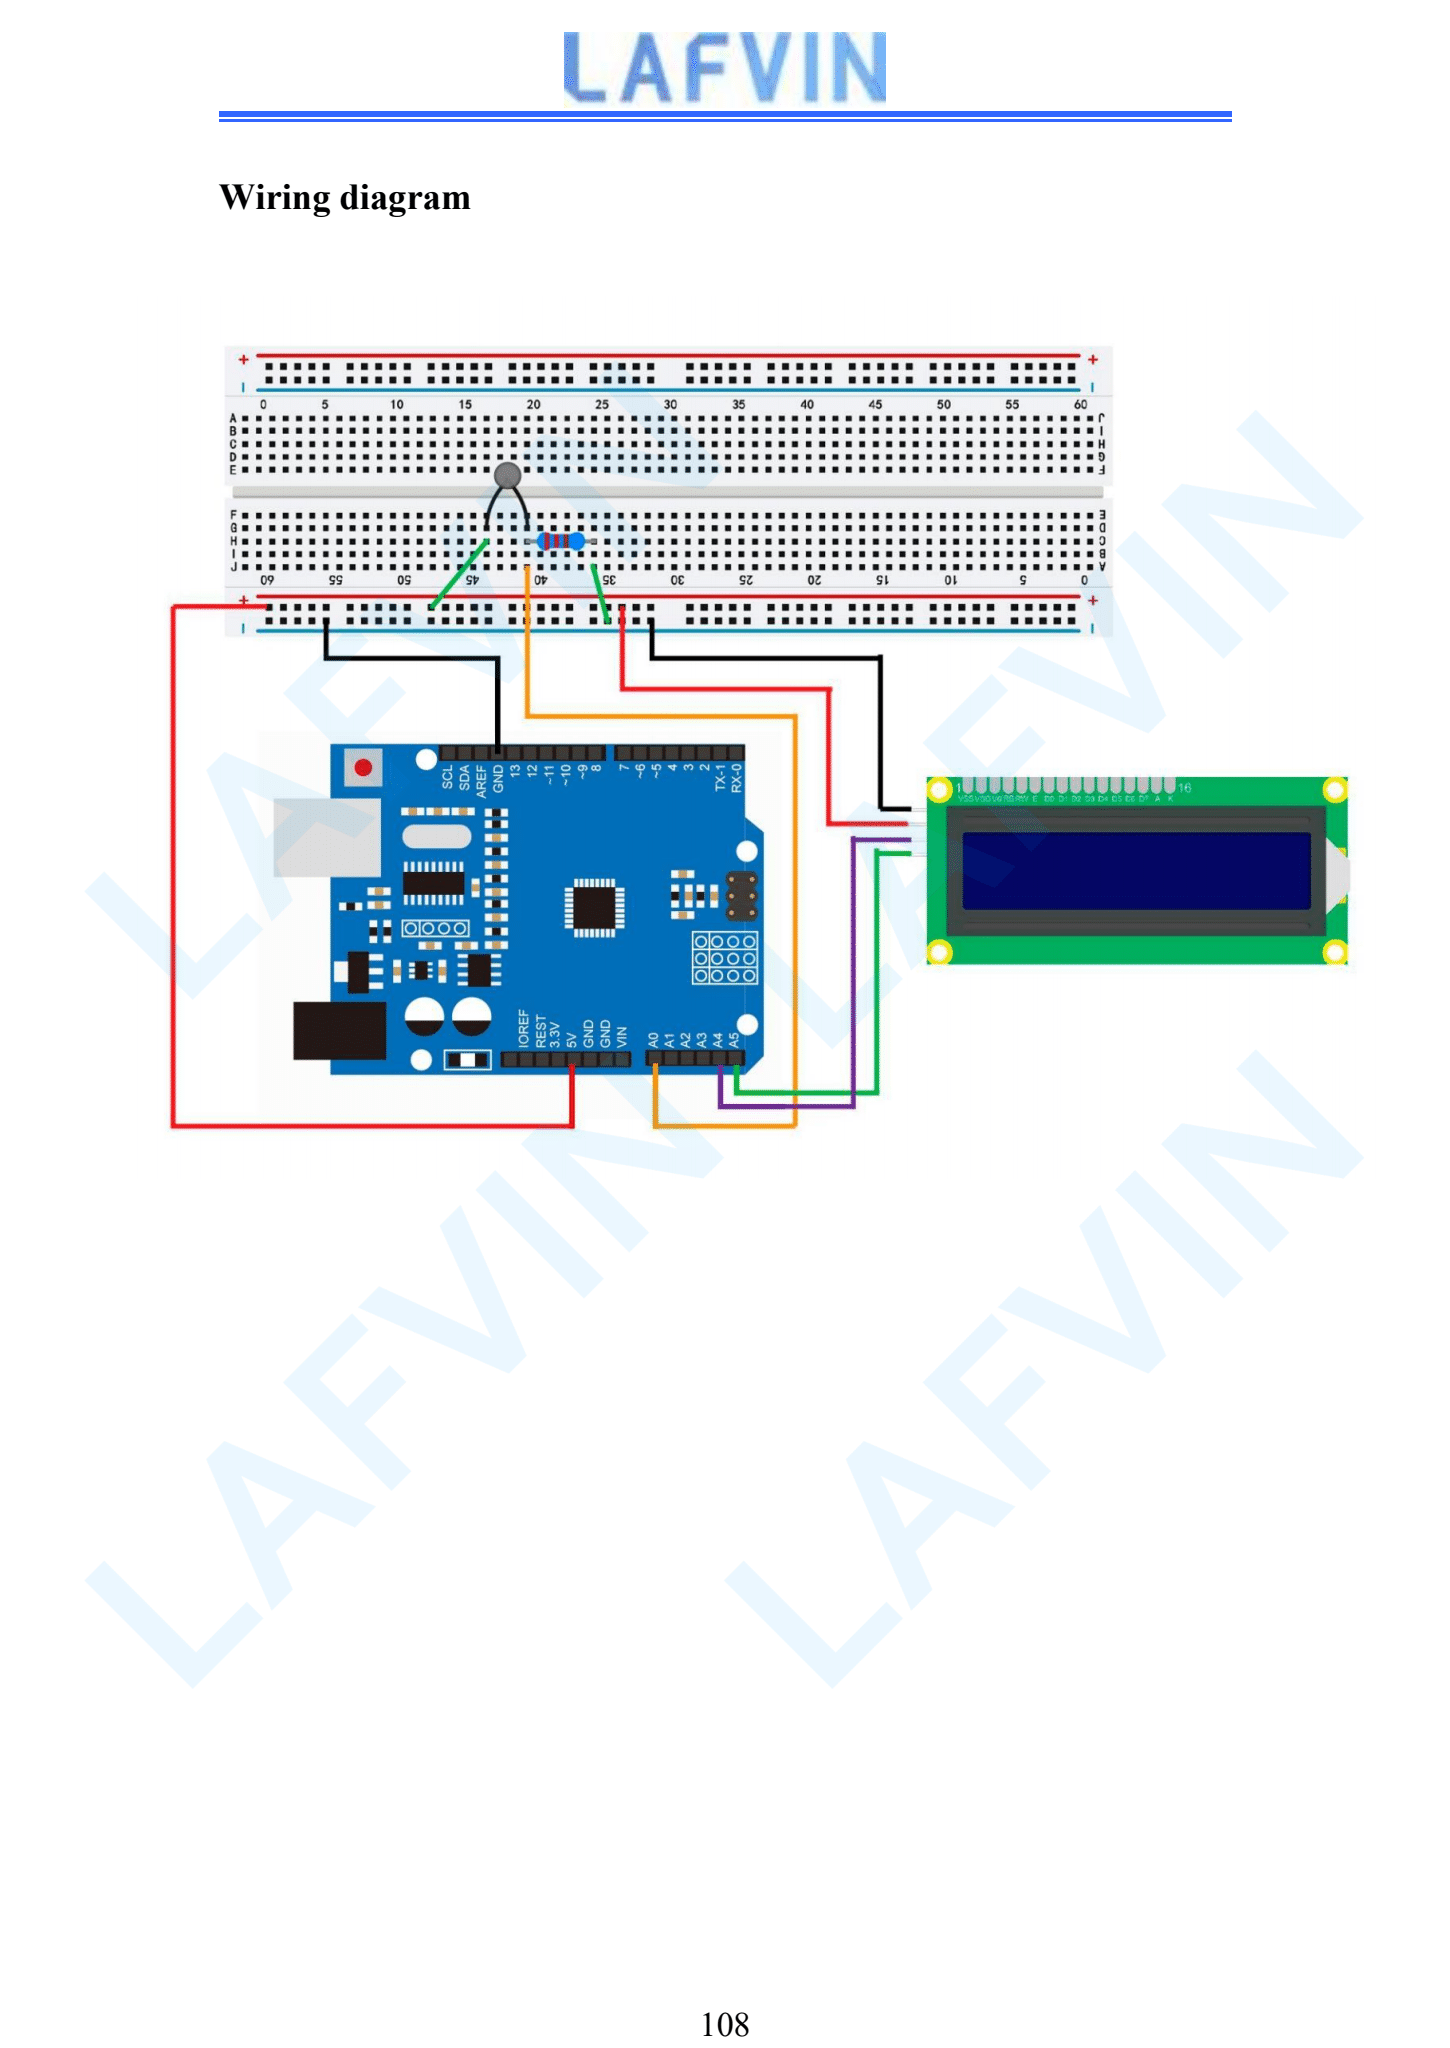 LAFVIN
Wiring diagram
+ +
0 5 10 15 20 25 30 35 40 45 50 55 60
A J
B I
C H
D G
E F
F E
G D
H C
I B
J A
60 55 50 45 40 35 30 25 20 15 10 5 0
+ +
SCL SDA AREF GND 13 12 ~11 ~10 ~9 8 7 ~6 ~5 4 3 2 TX-1 RX-0
1 16
VSS VDD V0 RS RW E D0 D1 D2 D3 D4 D5 D6 D7 A K
IOREF REST 3.3V 5V GND GND VIN A0 A1 A2 A3 A4 A5
LAFVIN
LAFVIN
LAFVIN
LAFVIN
108